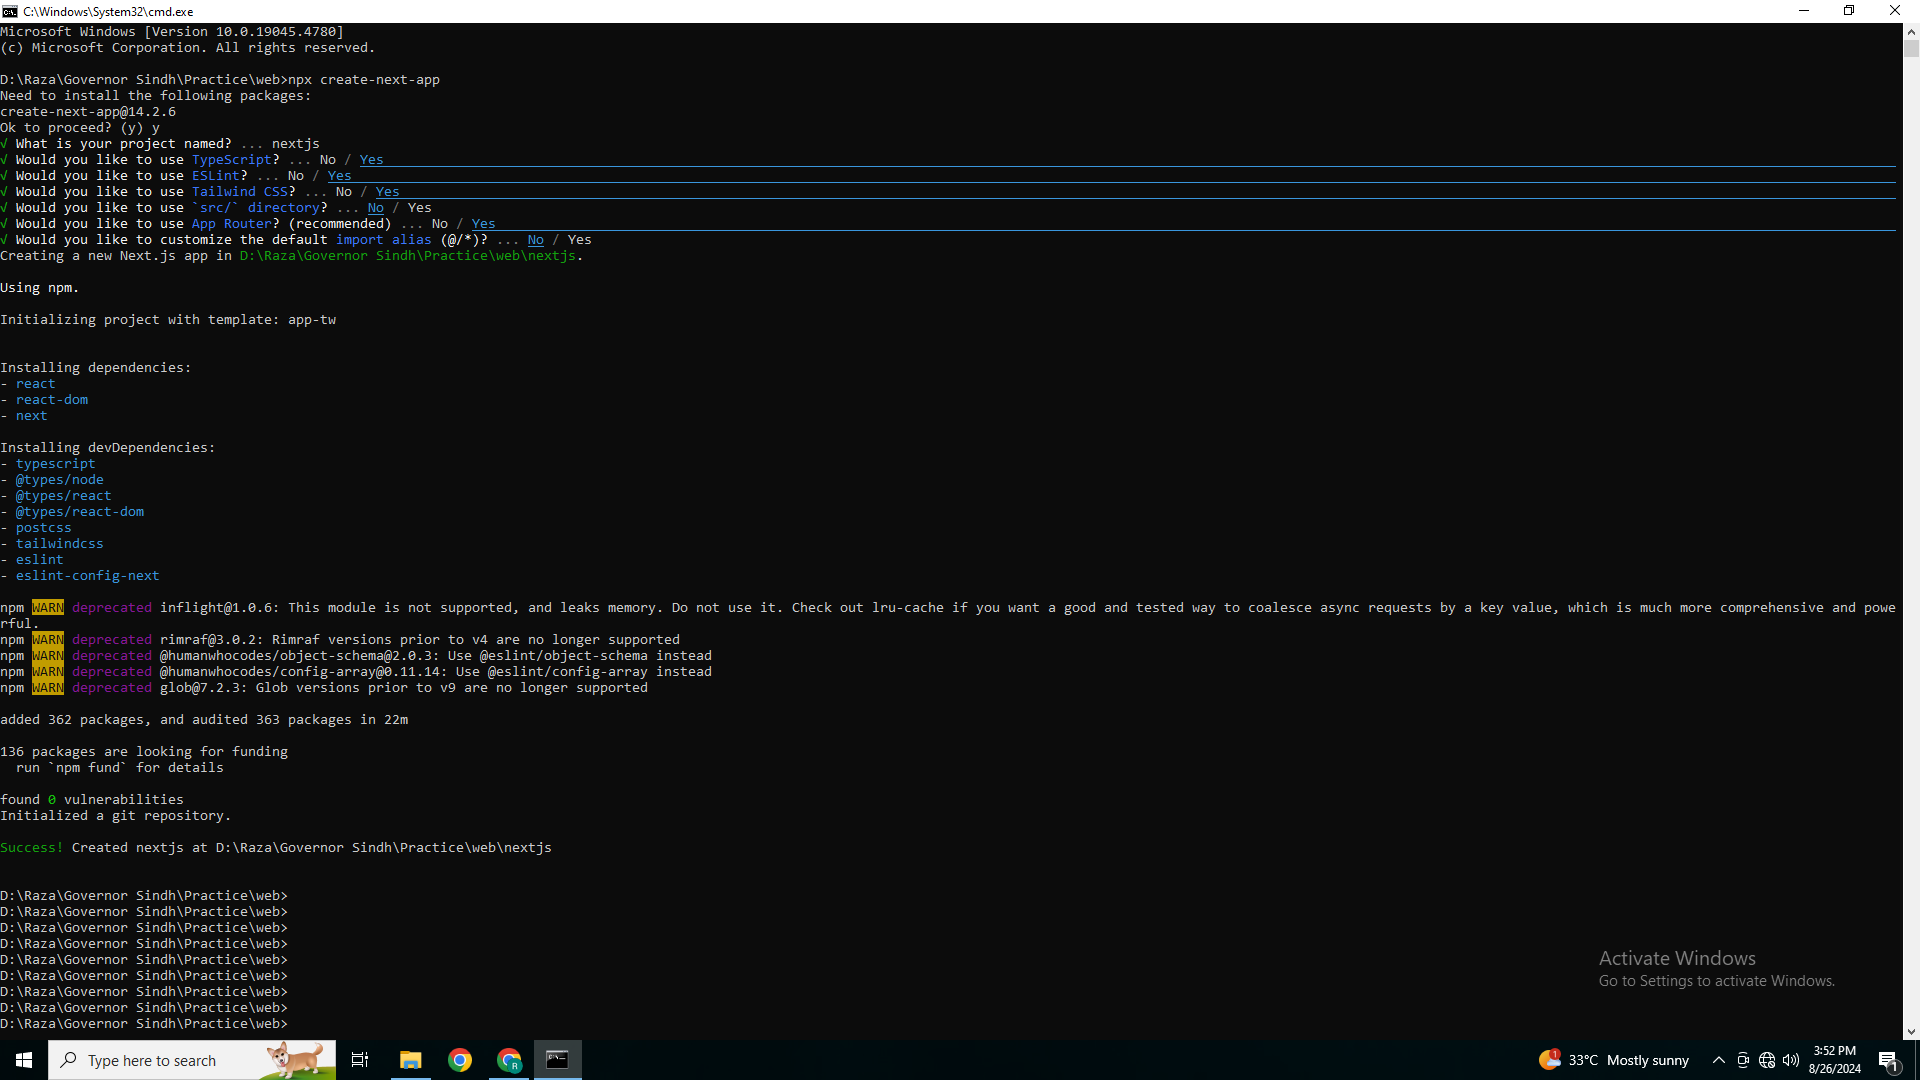 C:\Windows\System32\cmd.exe
Microsoft Windows [Version 10.0.19045.4780]
(c) Microsoft Corporation. All rights reserved.
D:\Raza\Governor Sindh\Practice\web>npx create-next-app
Need to install the following packages:
create-next-app@14.2.6
Ok to proceed? (y) y
√ What is your project named? ... nextjs
√ Would you like to use TypeScript? ... No / Yes
√ Would you like to use ESLint? ... No / Yes
√ Would you like to use Tailwind CSS? ... No / Yes
√ Would you like to use `src/` directory? ... No / Yes
√ Would you like to use App Router? (recommended) ... No / Yes
√ Would you like to customize the default import alias (@/*)? ... No / Yes
Creating a new Next.js app in D:\Raza\Governor Sindh\Practice\web\nextjs.
Using npm.
Initializing project with template: app-tw
Installing dependencies:
- react
- react-dom
- next
Installing devDependencies:
- typescript
- @types/node
- @types/react
- @types/react-dom
- postcss
- tailwindcss
- eslint
- eslint-config-next
npm WARN deprecated inflight@1.0.6: This module is not supported, and leaks memory. Do not use it. Check out lru-cache if you want a good and tested way to coalesce async requests by a key value, which is much more comprehensive and powe
rful.
npm WARN deprecated rimraf@3.0.2: Rimraf versions prior to v4 are no longer supported
npm WARN deprecated @humanwhocodes/object-schema@2.0.3: Use @eslint/object-schema instead
npm WARN deprecated @humanwhocodes/config-array@0.11.14: Use @eslint/config-array instead
npm WARN deprecated glob@7.2.3: Glob versions prior to v9 are no longer supported
added 362 packages, and audited 363 packages in 22m
136 packages are looking for funding
run `npm fund` for details
found 0 vulnerabilities
Initialized a git repository.
Success! Created nextjs at D:\Raza\Governor Sindh\Practice\web\nextjs
D:\Raza\Governor Sindh\Practice\web>
D:\Raza\Governor Sindh\Practice\web>
D:\Raza\Governor Sindh\Practice\web>
D:\Raza\Governor Sindh\Practice\web>
D:\Raza\Governor Sindh\Practice\web>
D:\Raza\Governor Sindh\Practice\web>
D:\Raza\Governor Sindh\Practice\web>
D:\Raza\Governor Sindh\Practice\web>
D:\Raza\Governor Sindh\Practice\web>
Activate Windows
Go to Settings to activate Windows.
Type here to search
R
1
33°C Mostly sunny
3:52 PM
8/26/2024
1